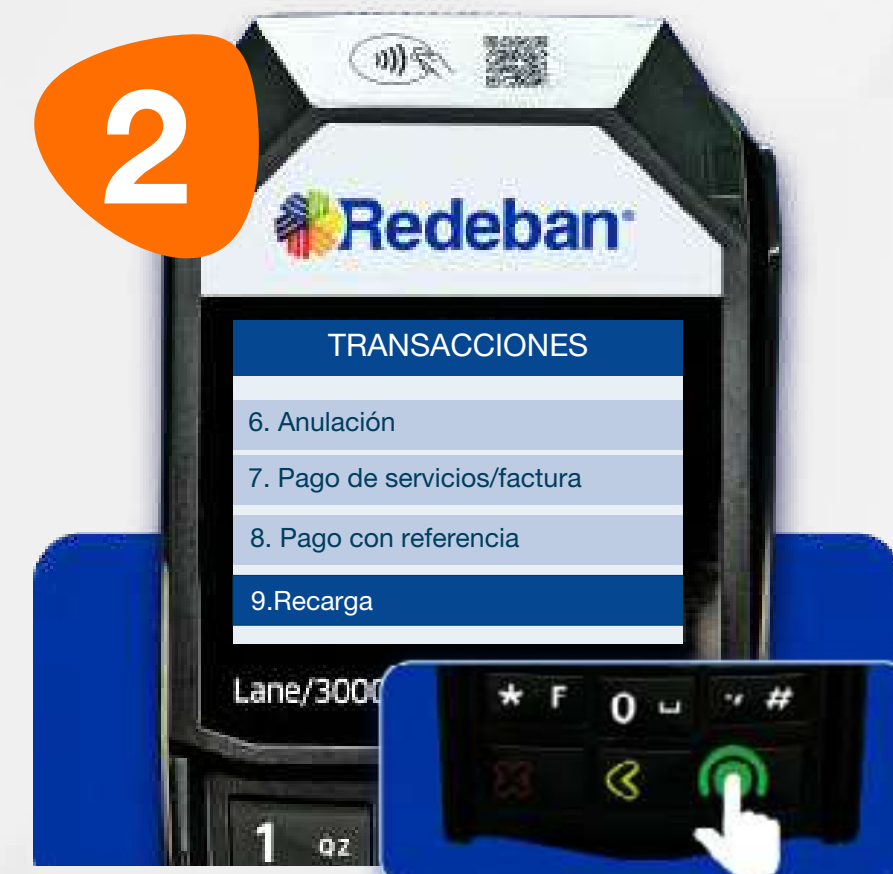 2
Redeban
TRANSACCIONES
6. Anulación
7. Pago de servicios/factura
8. Pago con referencia
9.Recarga
Lane/3000
* F
0
#
1 QZ